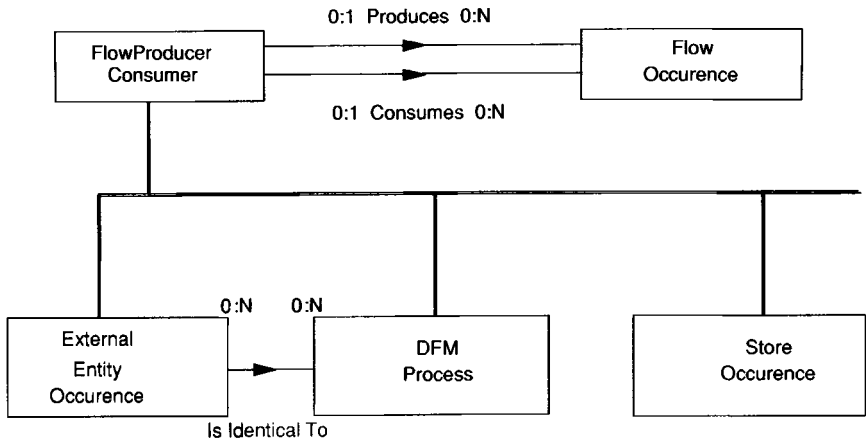 0:1 Produces 0:N
FlowProducer
Consumer
Flow
Occurence
0:1 Consumes 0:N
0:N 0:N
External
Entity
Occurence
DFM
Process
Store
Occurence
Is Identical To